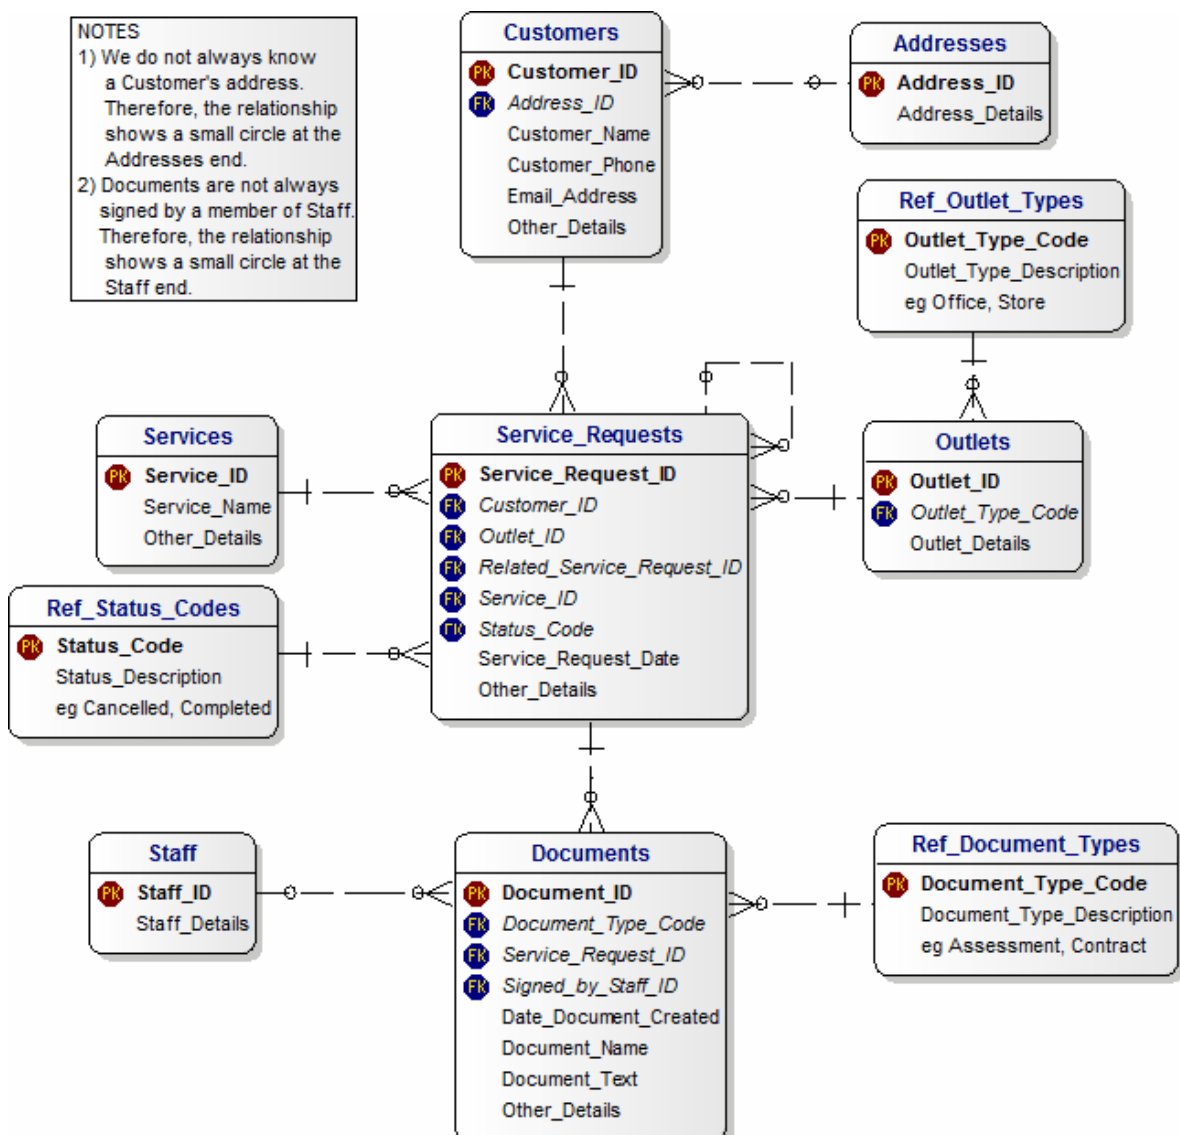 NOTES
1) We do not always know
a Customer's address.
Therefore, the relationship
shows a small circle at the
Addresses end.
2) Documents are not always
signed by a member of Staff.
Therefore, the relationship
shows a small circle at the
Staff end.
Customers
PK Customer_ID
FK Address_ID
Customer_Name
Customer_Phone
Email_Address
Other_Details
Addresses
PK Address_ID
Address_Details
Ref_Outlet_Types
PK Outlet_Type_Code
Outlet_Type_Description
eg Office, Store
Services
PK Service_ID
Service_Name
Other_Details
Service_Requests
PK Service_Request_ID
FK Customer_ID
FK Outlet_ID
FK Related_Service_Request_ID
FK Service_ID
FK Status_Code
Service_Request_Date
Other_Details
Outlets
PK Outlet_ID
FK Outlet_Type_Code
Outlet_Details
Ref_Status_Codes
PK Status_Code
Status_Description
eg Cancelled, Completed
Staff
PK Staff_ID
Staff_Details
Documents
PK Document_ID
FK Document_Type_Code
FK Service_Request_ID
FK Signed_by_Staff_ID
Date_Document_Created
Document_Name
Document_Text
Other_Details
Ref_Document_Types
PK Document_Type_Code
Document_Type_Description
eg Assessment, Contract